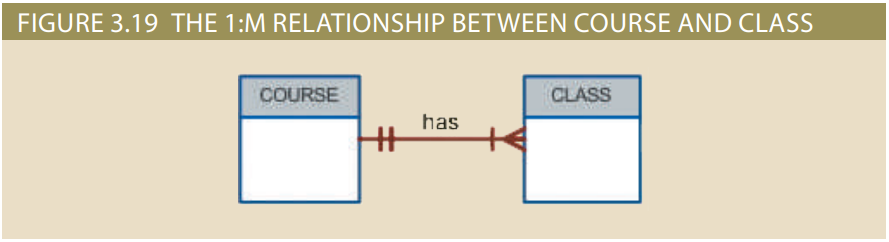 FIGURE 3.19 THE 1:M RELATIONSHIP BETWEEN COURSE AND CLASS
COURSE
has
CLASS